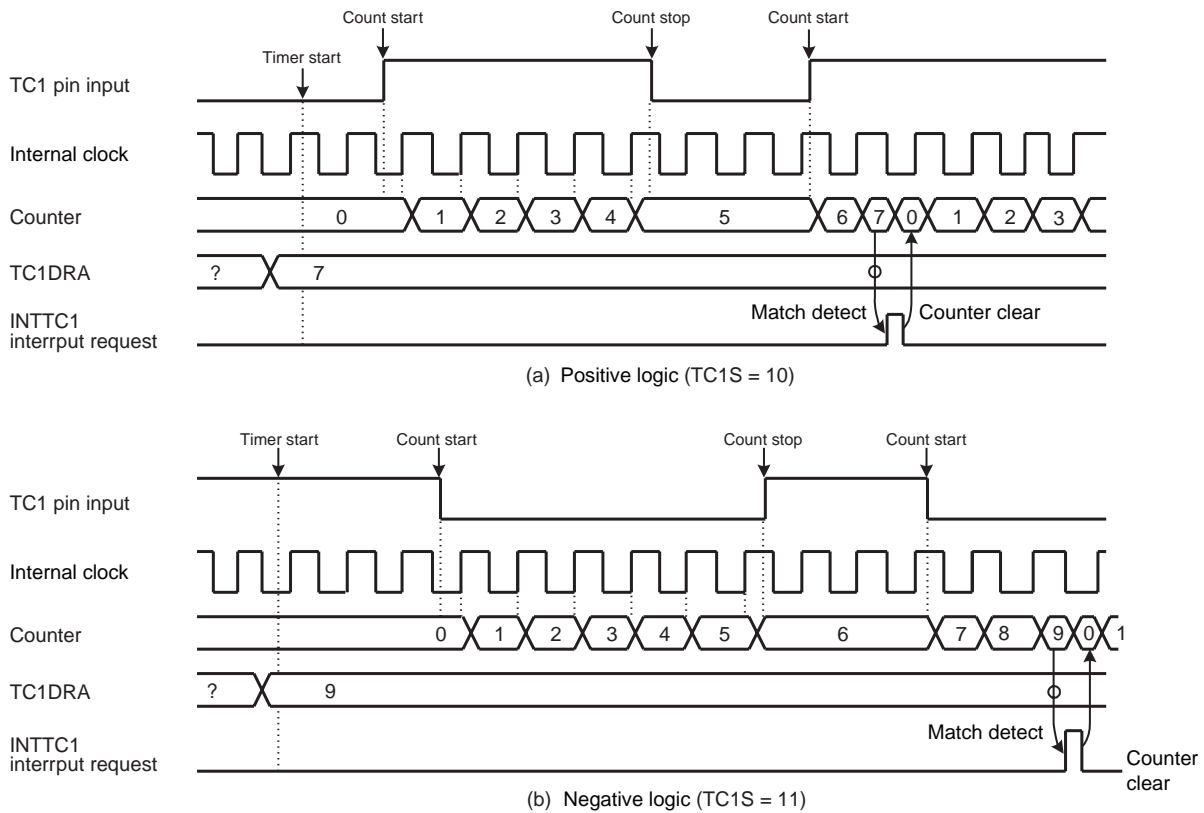 Count start
Count stop
Count start
Timer start
TC1 pin input
Internal clock
Counter
0 1 2 3 4 5 6 7 0 1 2 3
TC1DRA
? 7
INTTC1
interrput request
Match detect
Counter clear
(a) Positive logic (TC1S = 10)
Timer start
Count start
Count stop
Count start
TC1 pin input
Internal clock
Counter
0 1 2 3 4 5 6 7 8 9 0 1
TC1DRA
? 9
INTTC1
interrput request
Match detect
Counter
clear
(b) Negative logic (TC1S = 11)